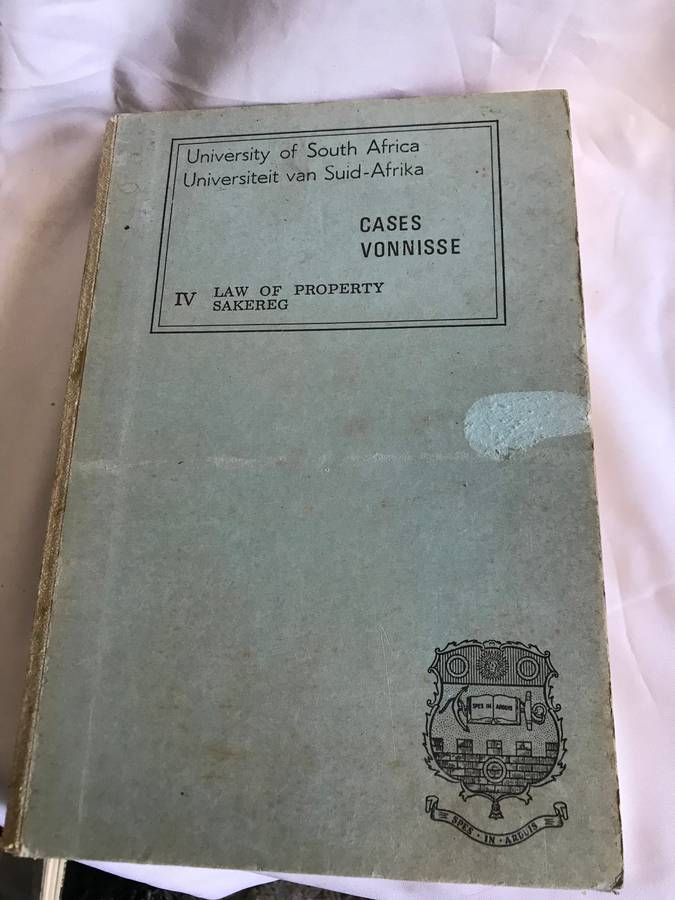 University of South Africa
Universiteit van Suid-Afrika
CASES
VONNISSE
IV LAW OF PROPERTY
SAKEREG
SPES IN ARDUIS
SPES · IN · ARDUIS